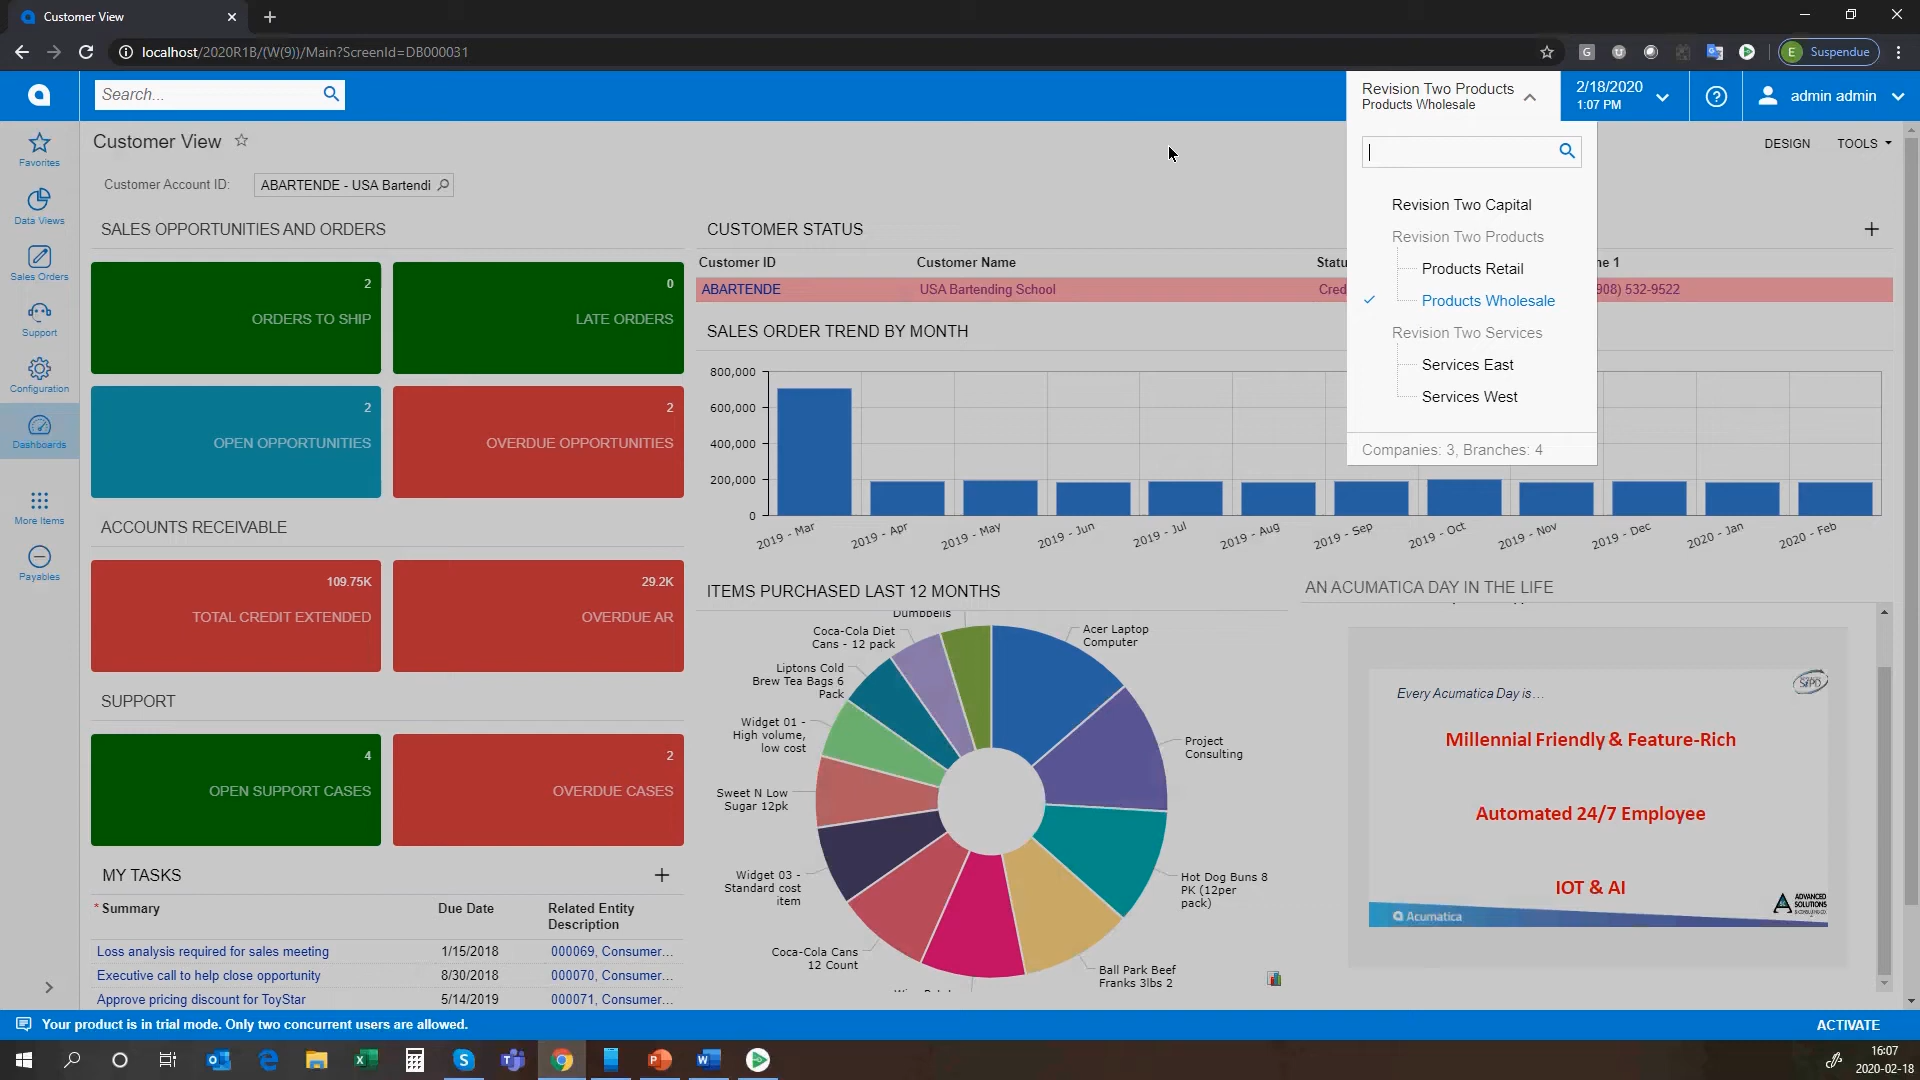 Customer View
localhost/2020R1B/(W(9))/Main?ScreenId=DB000031
G
E Suspendue
Search...
Revision Two Products
Products Wholesale
2/18/2020
1:07 PM
admin admin
Favorites
Data Views
Sales Orders
Support
Configuration
Dashboards
More Items
Payables
Customer View
DESIGN
TOOLS
Customer Account ID:
ABARTENDE - USA Bartendi
Revision Two Capital
Revision Two Products
Products Retail
Products Wholesale
Revision Two Services
Services East
Services West
Companies: 3, Branches: 4
SALES OPPORTUNITIES AND ORDERS
2
ORDERS TO SHIP
0
LATE ORDERS
2
OPEN OPPORTUNITIES
2
OVERDUE OPPORTUNITIES
ACCOUNTS RECEIVABLE
109.75K
TOTAL CREDIT EXTENDED
29.2K
OVERDUE AR
SUPPORT
4
OPEN SUPPORT CASES
2
OVERDUE CASES
MY TASKS
* Summary
Due Date
Related Entity
Description
Loss analysis required for sales meeting 1/15/2018 000069, Consumer...
Executive call to help close opportunity 8/30/2018 000070, Consumer...
Approve pricing discount for ToyStar 5/14/2019 000071, Consumer...
CUSTOMER STATUS
Customer ID Customer Name Statu ne 1
ABARTENDE USA Bartending School Cred 908) 532-9522
SALES ORDER TREND BY MONTH
800,000
600,000
400,000
200,000
0
2019 - Mar 2019 - Apr 2019 - May 2019 - Jun 2019 - Jul 2019 - Aug 2019 - Sep 2019 - Oct 2019 - Nov 2019 - Dec 2020 - Jan 2020 - Feb
ITEMS PURCHASED LAST 12 MONTHS
Dumbbells
Coca-Cola Diet
Cans - 12 pack
Liptons Cold
Brew Tea Bags 6
Pack
Widget 01 -
High volume,
low cost
Sweet N Low
Sugar 12pk
Widget 03 -
Standard cost
item
Coca-Cola Cans
12 Count
Acer Laptop
Computer
Project
Consulting
Hot Dog Buns 8
PK (12per
pack)
Ball Park Beef
Franks 3lbs 2
AN ACUMATICA DAY IN THE LIFE
Every Acumatica Day is...
Millennial Friendly & Feature-Rich
Automated 24/7 Employee
IOT & AI
Acumatica
ADVANCED
SOLUTIONS
Your product is in trial mode. Only two concurrent users are allowed.
ACTIVATE
16:07
2020-02-18